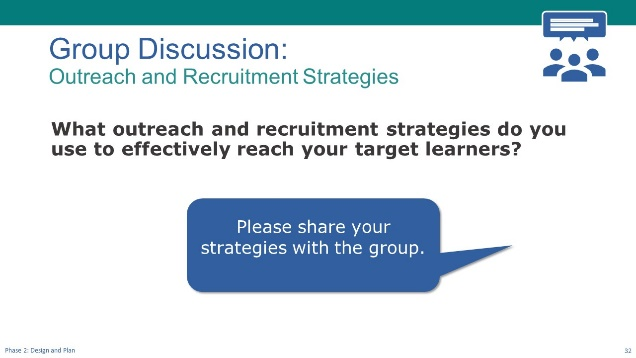 Group Discussion:
Outreach and Recruitment Strategies
What outreach and recruitment strategies do you
use to effectively reach your target learners?
Please share your
strategies with the group.
Phase 2: Design and Plan
32